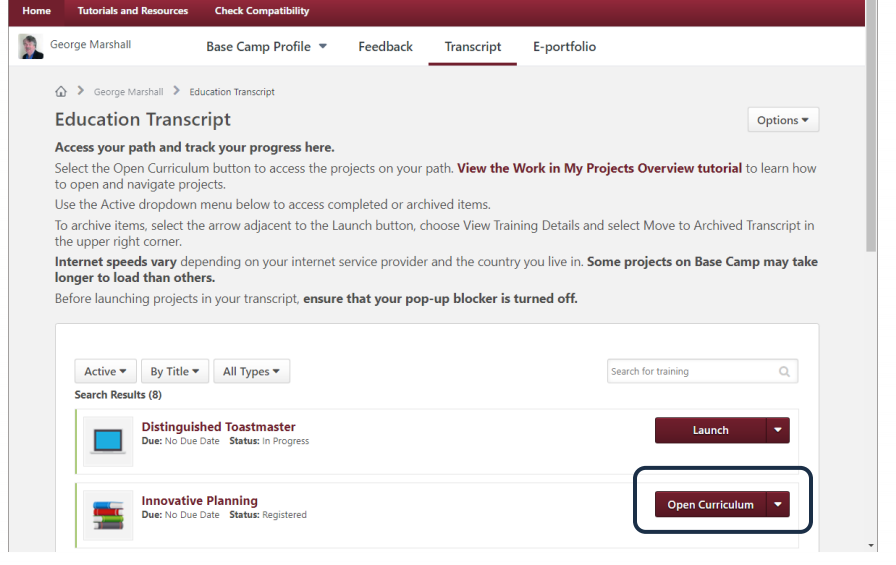 Home Tutorials and Resources Check Compatibility
George Marshall Base Camp Profile Feedback Transcript E-portfolio
George Marshall Education Transcript
Education Transcript
Options
Access your path and track your progress here.
Select the Open Curriculum button to access the projects on your path. View the Work in My Projects Overview tutorial to learn how
to open and navigate projects.
Use the Active dropdown menu below to access completed or archived items.
To archive items, select the arrow adjacent to the Launch button, choose View Training Details and select Move to Archived Transcript in
the upper right corner.
Internet speeds vary depending on your internet service provider and the country you live in. Some projects on Base Camp may take
longer to load than others.
Before launching projects in your transcript, ensure that your pop-up blocker is turned off.
Active By Title All Types Search for training
Search Results (8)
Distinguished Toastmaster
Due: No Due Date Status: In Progress
Launch
Innovative Planning
Due: No Due Date Status: Registered
Open Curriculum